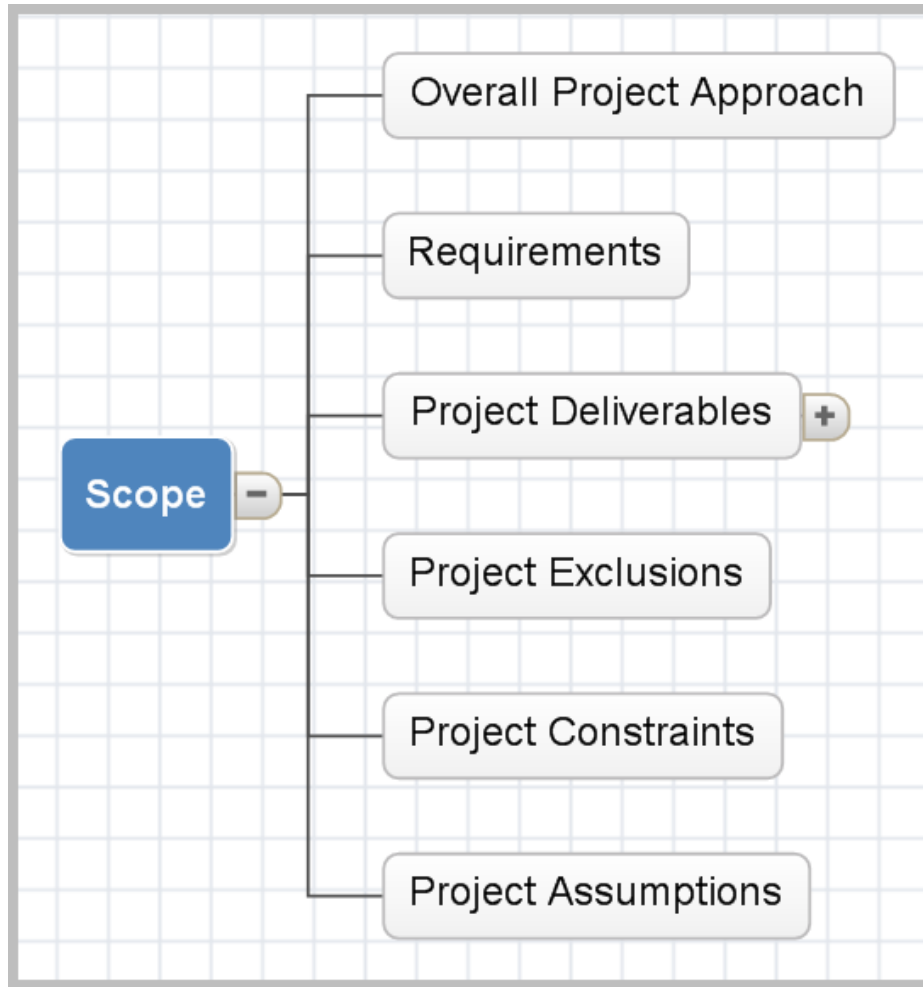 Scope
Overall Project Approach
Requirements
Project Deliverables
Project Exclusions
Project Constraints
Project Assumptions